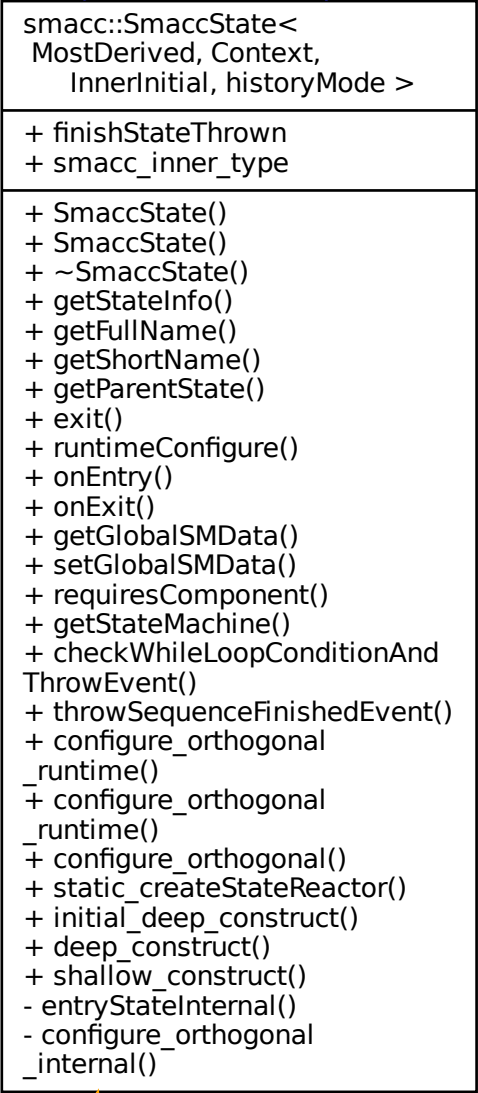 smacc::SmaccState<
MostDerived, Context,
InnerInitial, historyMode >
+ finishStateThrown
+ smacc_inner_type
+ SmaccState()
+ SmaccState()
+ ~SmaccState()
+ getStateInfo()
+ getFullName()
+ getShortName()
+ getParentState()
+ exit()
+ runtimeConfigure()
+ onEntry()
+ onExit()
+ getGlobalSMData()
+ setGlobalSMData()
+ requiresComponent()
+ getStateMachine()
+ checkWhileLoopConditionAnd
ThrowEvent()
+ throwSequenceFinishedEvent()
+ configure_orthogonal
_runtime()
+ configure_orthogonal
_runtime()
+ configure_orthogonal()
+ static_createStateReactor()
+ initial_deep_construct()
+ deep_construct()
+ shallow_construct()
- entryStateInternal()
- configure_orthogonal
_internal()